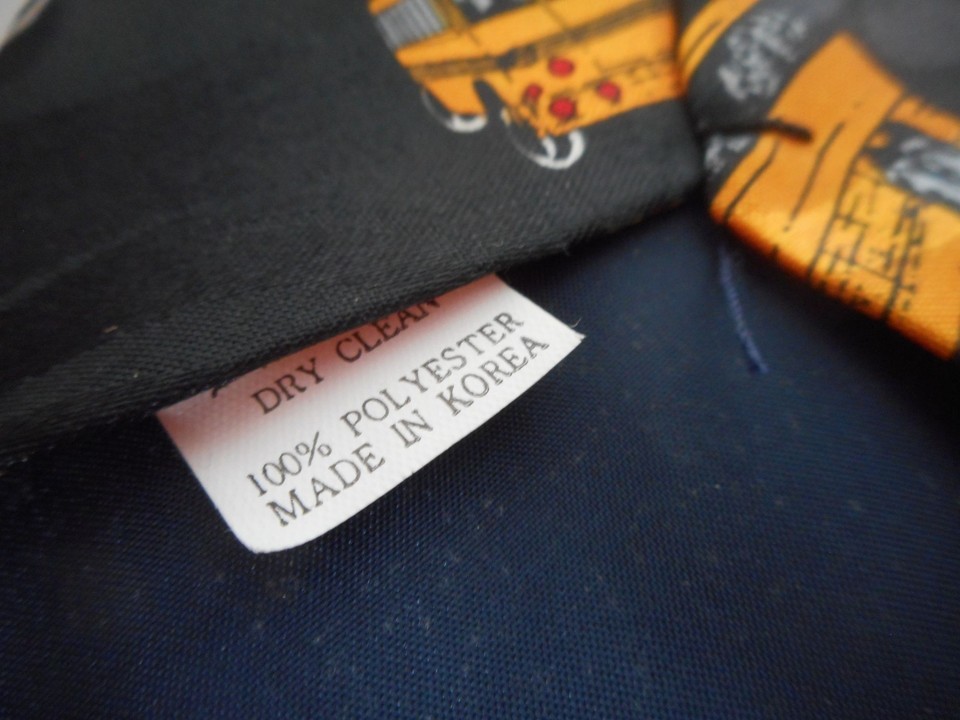 DRY CLEAN
100% POLYESTER
MADE IN KOREA